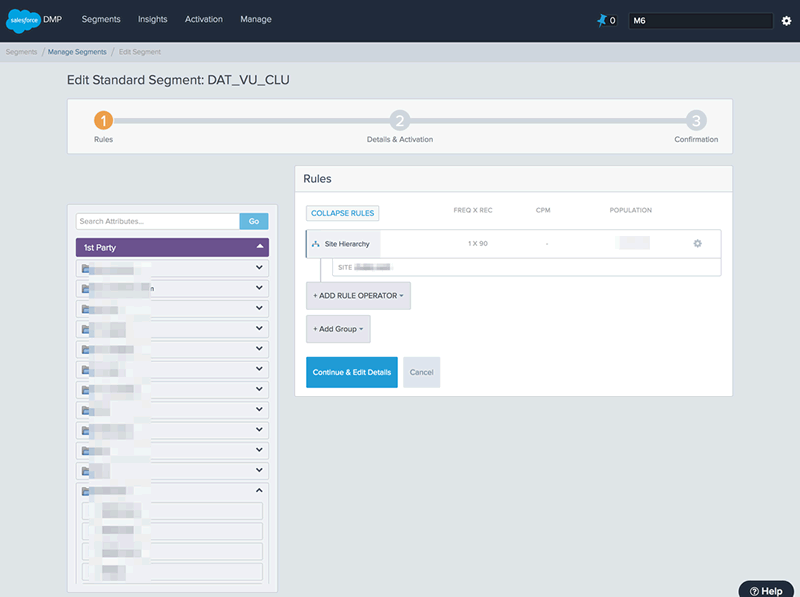 salesforce DMP Segments Insights Activation Manage 0 M6
Segments / Manage Segments / Edit Segment
Edit Standard Segment: DAT_VU_CLU
1 2 3
Rules Details & Activation Confirmation
Rules
Search Attributes... Go
COLLAPSE RULES FREQ X REC CPM POPULATION
1st Party
Site Hierarchy 1 X 90 -
SITE
+ ADD RULE OPERATOR
+ Add Group
Continue & Edit Details Cancel
Help